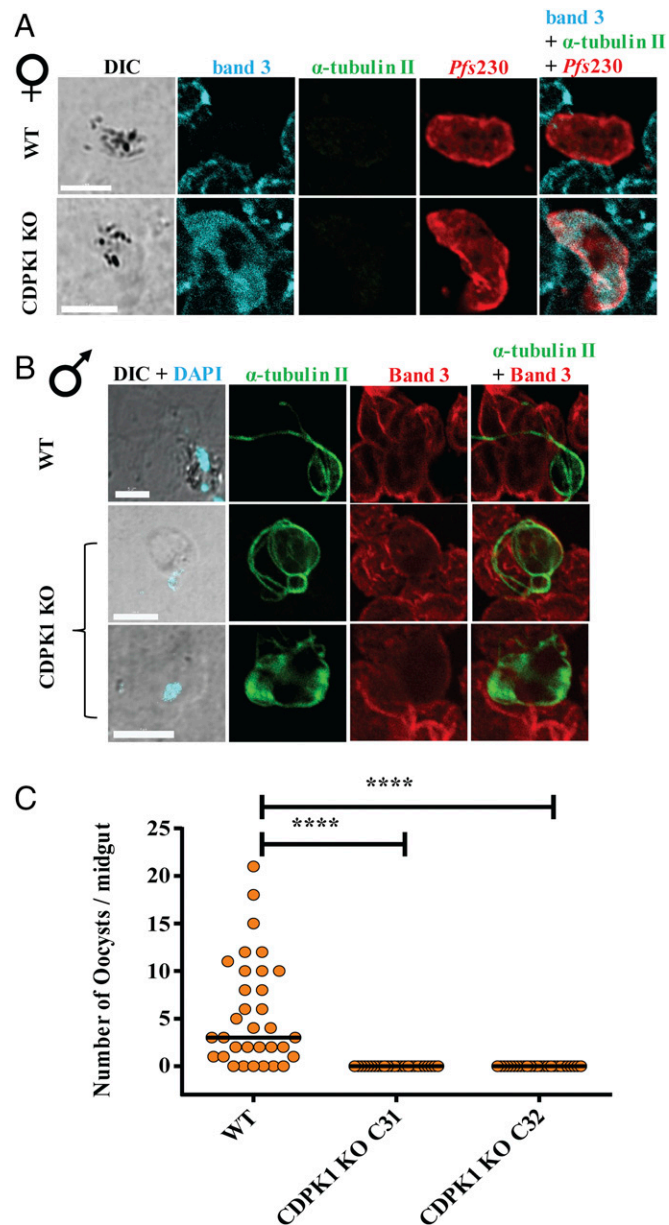 A
♀
DIC
band 3
α-tubulin II
Pfs230
band 3
+ α-tubulin II
+ Pfs230
WT
CDPK1 KO
B
♂
DIC + DAPI
α-tubulin II
Band 3
α-tubulin II
+ Band 3
WT
CDPK1 KO
C
****
****
Number of Oocysts / midgut
25
20
15
10
5
0
WT
CDPK1 KO C31
CDPK1 KO C32